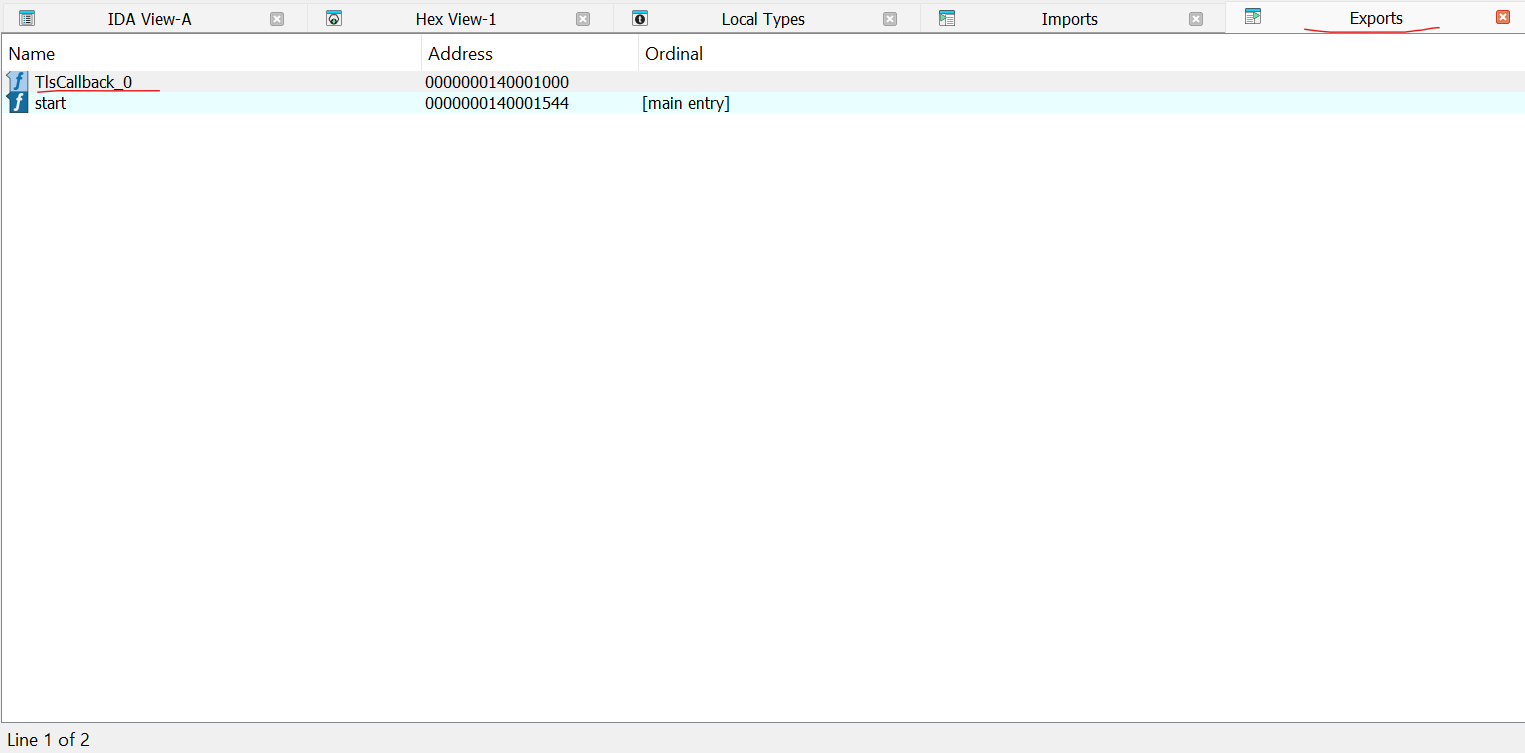 IDA View-A Hex View-1 Local Types Imports Exports
Name Address Ordinal
TlsCallback_0 0000000140001000
start 0000000140001544 [main entry]
Line 1 of 2